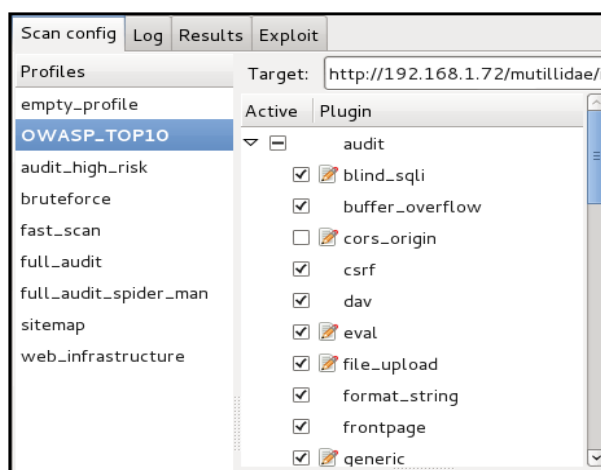 Scan config Log Results Exploit
Profiles
empty_profile
OWASP_TOP10
audit_high_risk
bruteforce
fast_scan
full_audit
full_audit_spider_man
sitemap
web_infrastructure
Target: http://192.168.1.72/mutillidae/
Active Plugin
audit
blind_sqli
buffer_overflow
cors_origin
csrf
dav
eval
file_upload
format_string
frontpage
generic